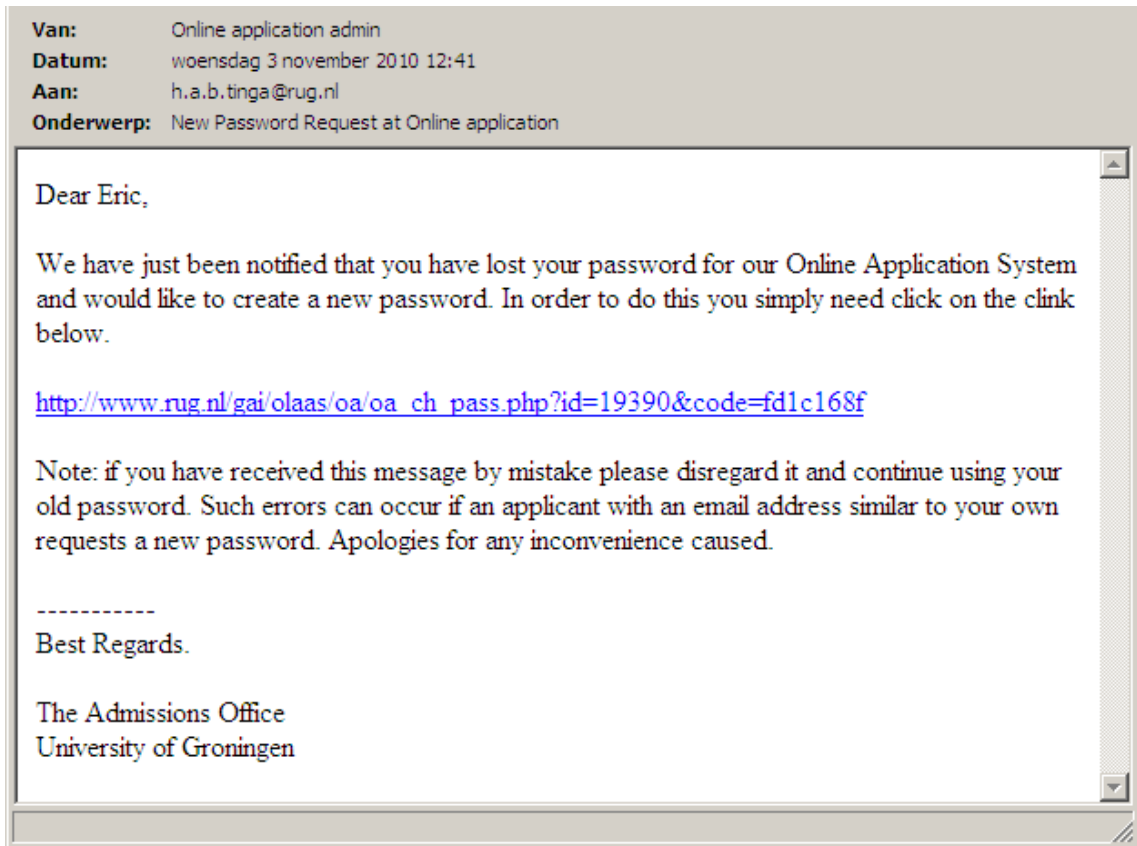 Van: Online application admin
Datum: woensdag 3 november 2010 12:41
Aan: h.a.b.tinga@rug.nl
Onderwerp: New Password Request at Online application
Dear Eric,
We have just been notified that you have lost your password for our Online Application System
and would like to create a new password. In order to do this you simply need click on the clink
below.
http://www.rug.nl/gai/olaas/oa/oa_ch_pass.php?id=19390&code=fd1c168f
Note: if you have received this message by mistake please disregard it and continue using your
old password. Such errors can occur if an applicant with an email address similar to your own
requests a new password. Apologies for any inconvenience caused.
-----------
Best Regards.
The Admissions Office
University of Groningen